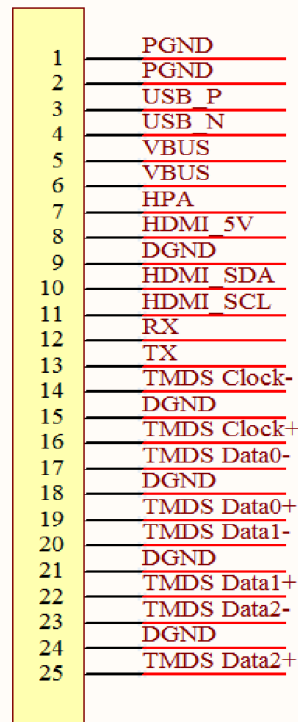 1 PGND
2 PGND
3 USB_P
4 USB_N
5 VBUS
6 VBUS
7 HPA
8 HDMI_5V
9 DGND
10 HDMI_SDA
11 HDMI_SCL
12 RX
13 TX
14 TMDS Clock-
15 DGND
16 TMDS Clock+
17 TMDS Data0-
18 DGND
19 TMDS Data0+
20 TMDS Data1-
21 DGND
22 TMDS Data1+
23 TMDS Data2-
24 DGND
25 TMDS Data2+